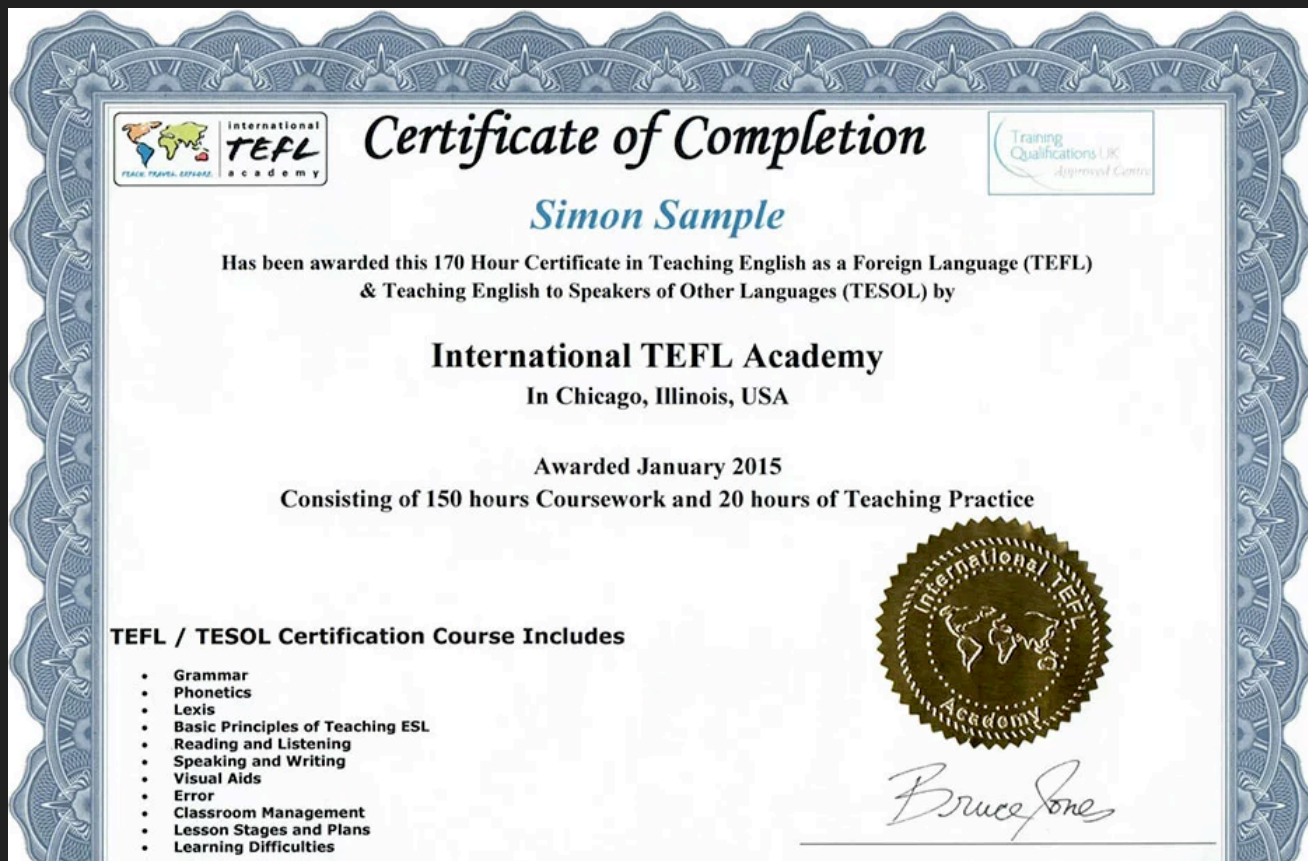 international
TEFL
academy
TEACH. TRAVEL. EXPLORE.
Certificate of Completion
Training
Qualifications UK
Approved Centre
Simon Sample
Has been awarded this 170 Hour Certificate in Teaching English as a Foreign Language (TEFL)
& Teaching English to Speakers of Other Languages (TESOL) by
International TEFL Academy
In Chicago, Illinois, USA
Awarded January 2015
Consisting of 150 hours Coursework and 20 hours of Teaching Practice
International TEFL
Academy
TEFL / TESOL Certification Course Includes
• Grammar
• Phonetics
• Lexis
• Basic Principles of Teaching ESL
• Reading and Listening
• Speaking and Writing
• Visual Aids
• Error
• Classroom Management
• Lesson Stages and Plans
• Learning Difficulties
Bruce Jones